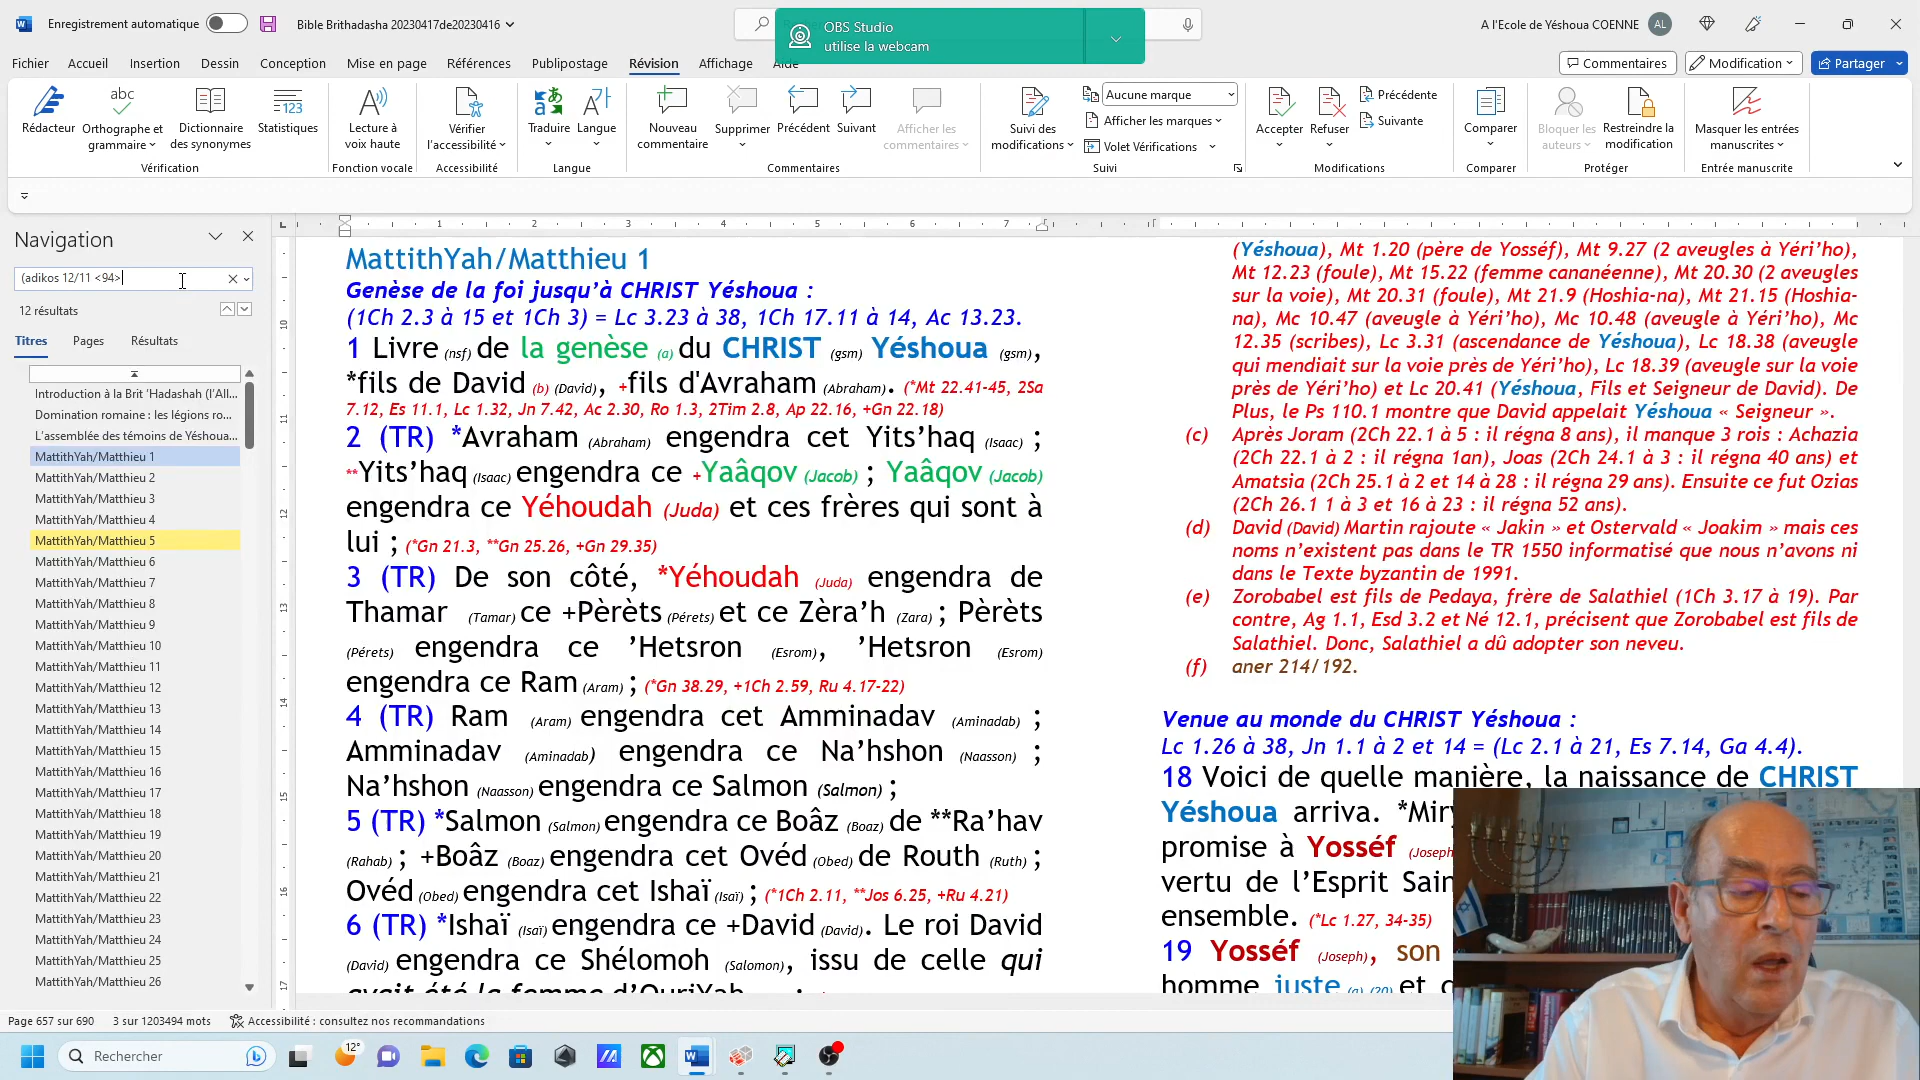 Enregistrement automatique
Bible Brithadasha 20230417de20230416
OBS Studio
utilise la webcam
A l'Ecole de Yéshoua COENNE
AL
Fichier Accueil Insertion Dessin Conception Mise en page Références Publipostage Révision Affichage Aide
Commentaires
Modification
Partager
Rédacteur
Orthographe et grammaire
Dictionnaire des synonymes
Statistiques
Lecture à voix haute
Vérifier l'accessibilité
Traduire
Langue
Nouveau commentaire
Supprimer
Précédent
Suivant
Afficher les commentaires
Suivi des modifications
Aucune marque
Afficher les marques
Volet Vérifications
Accepter
Refuser
Précédente
Suivante
Comparer
Bloquer les auteurs
Restreindre la modification
Masquer les entrées manuscrites
Vérification
Fonction vocale
Accessibilité
Langue
Commentaires
Suivi
Modifications
Comparer
Protéger
Entrée manuscrite
Navigation
(adikos 12/11 <94>
12 résultats
Titres Pages Résultats
Introduction à la Brit 'Hadashah (l'All...
Domination romaine : les légions ro...
L'assemblée des témoins de Yéshoua...
MattithYah/Matthieu 1
MattithYah/Matthieu 2
MattithYah/Matthieu 3
MattithYah/Matthieu 4
MattithYah/Matthieu 5
MattithYah/Matthieu 6
MattithYah/Matthieu 7
MattithYah/Matthieu 8
MattithYah/Matthieu 9
MattithYah/Matthieu 10
MattithYah/Matthieu 11
MattithYah/Matthieu 12
MattithYah/Matthieu 13
MattithYah/Matthieu 14
MattithYah/Matthieu 15
MattithYah/Matthieu 16
MattithYah/Matthieu 17
MattithYah/Matthieu 18
MattithYah/Matthieu 19
MattithYah/Matthieu 20
MattithYah/Matthieu 21
MattithYah/Matthieu 22
MattithYah/Matthieu 23
MattithYah/Matthieu 24
MattithYah/Matthieu 25
MattithYah/Matthieu 26
MattithYah/Matthieu 1
Genèse de la foi jusqu'à CHRIST Yéshoua :
(1Ch 2.3 à 15 et 1Ch 3) = Lc 3.23 à 38, 1Ch 17.11 à 14, Ac 13.23.
1 Livre (nsf) de la genèse (a) du CHRIST (gsm) Yéshoua (gsm),
*fils de David (b) (David), +fils d'Avraham (Abraham). (*Mt 22.41-45, 2Sa
7.12, Es 11.1, Lc 1.32, Jn 7.42, Ac 2.30, Ro 1.3, 2Tim 2.8, Ap 22.16, +Gn 22.18)
2 (TR) *Avraham (Abraham) engendra cet Yits'haq (Isaac) ;
**Yits'haq (Isaac) engendra ce +Yaâqov (Jacob) ; Yaâqov (Jacob)
engendra ce Yéhoudah (Juda) et ces frères qui sont à
lui ; (*Gn 21.3, **Gn 25.26, +Gn 29.35)
3 (TR) De son côté, *Yéhoudah (Juda) engendra de
Thamar (Tamar) ce +Pèrèts (Pérets) et ce Zèra'h (Zara) ; Pèrèts
(Pérets) engendra ce 'Hetsron (Esrom), 'Hetsron (Esrom)
engendra ce Ram (Aram) ; (*Gn 38.29, +1Ch 2.59, Ru 4.17-22)
4 (TR) Ram (Aram) engendra cet Amminadav (Aminadab) ;
Amminadav (Aminadab) engendra ce Na'hshon (Naasson) ;
Na'hshon (Naasson) engendra ce Salmon (Salmon) ;
5 (TR) *Salmon (Salmon) engendra ce Boâz (Boaz) de **Ra'hav
(Rahab) ; +Boâz (Boaz) engendra cet Ovéd (Obed) de Routh (Ruth) ;
Ovéd (Obed) engendra cet Ishaï (Isaï) ; (*1Ch 2.11, **Jos 6.25, +Ru 4.21)
6 (TR) *Ishaï (Isaï) engendra ce +David (David). Le roi David
(David) engendra ce Shélomoh (Salomon), issu de celle qui
avait été la femme d'OuriYah
(Yéshoua), Mt 1.20 (père de Yosséf), Mt 9.27 (2 aveugles à Yéri'ho),
Mt 12.23 (foule), Mt 15.22 (femme cananéenne), Mt 20.30 (2 aveugles
sur la voie), Mt 20.31 (foule), Mt 21.9 (Hoshia-na), Mt 21.15 (Hoshia-
na), Mc 10.47 (aveugle à Yéri'ho), Mc 10.48 (aveugle à Yéri'ho), Mc
12.35 (scribes), Lc 3.31 (ascendance de Yéshoua), Lc 18.38 (aveugle
qui mendiait sur la voie près de Yéri'ho), Lc 18.39 (aveugle sur la voie
près de Yéri'ho) et Lc 20.41 (Yéshoua, Fils et Seigneur de David). De
Plus, le Ps 110.1 montre que David appelait Yéshoua « Seigneur ».
(c) Après Joram (2Ch 22.1 à 5 : il régna 8 ans), il manque 3 rois : Achazia
(2Ch 22.1 à 2 : il régna 1an), Joas (2Ch 24.1 à 3 : il régna 40 ans) et
Amatsia (2Ch 25.1 à 2 et 14 à 28 : il régna 29 ans). Ensuite ce fut Ozias
(2Ch 26.1 1 à 3 et 16 à 23 : il régna 52 ans).
(d) David (David) Martin rajoute « Jakin » et Ostervald « Joakim » mais ces
noms n'existent pas dans le TR 1550 informatisé que nous n'avons ni
dans le Texte byzantin de 1991.
(e) Zorobabel est fils de Pedaya, frère de Salathiel (1Ch 3.17 à 19). Par
contre, Ag 1.1, Esd 3.2 et Né 12.1, précisent que Zorobabel est fils de
Salathiel. Donc, Salathiel a dû adopter son neveu.
(f) aner 214/192.
Venue au monde du CHRIST Yéshoua :
Lc 1.26 à 38, Jn 1.1 à 2 et 14 = (Lc 2.1 à 21, Es 7.14, Ga 4.4).
18 Voici de quelle manière, la naissance de CHRIST
Yéshoua arriva. *Miry
promise à Yosséf (Joseph
vertu de l'Esprit Sain
ensemble. (*Lc 1.27, 34-35)
19 Yosséf (Joseph), son
homme juste (g) (20) et
Page 657 sur 690
3 sur 1203494 mots
Accessibilité : consultez nos recommandations
Rechercher
12°